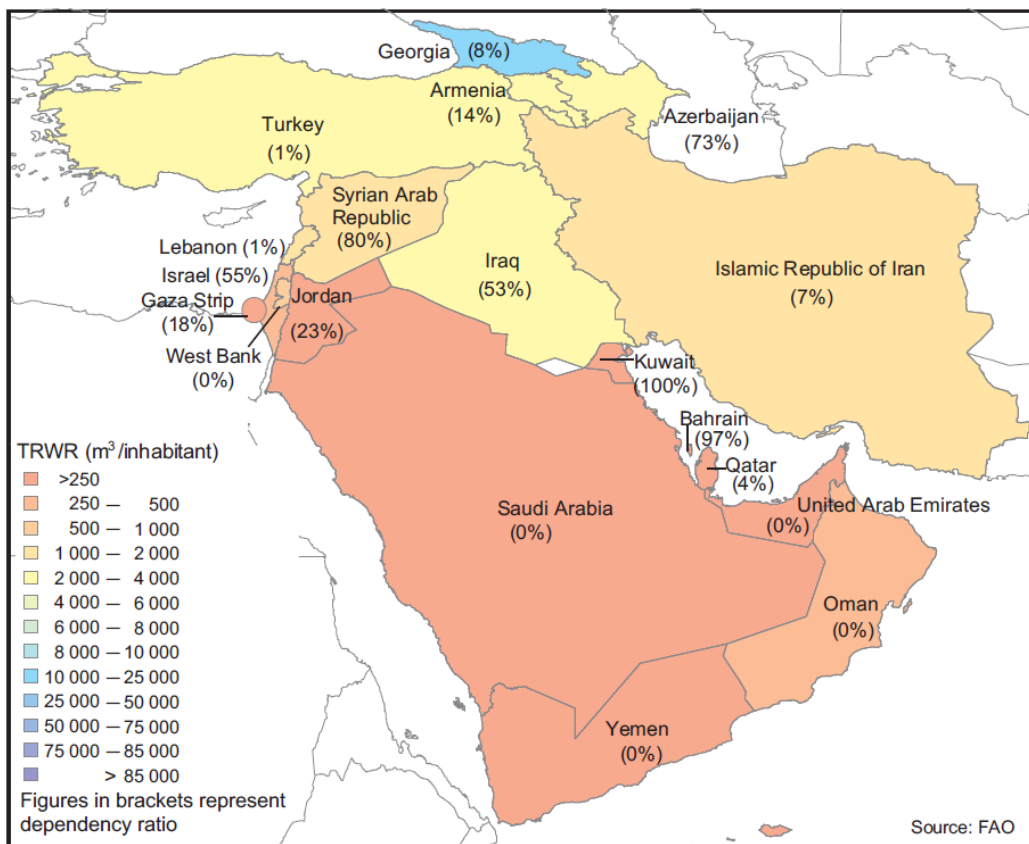 Georgia
(8%)
Armenia
(14%)
Azerbaijan
(73%)
Turkey
(1%)
Syrian Arab
Republic
(80%)
Lebanon (1%)
Israel (55%)
Gaza Strip
(18%)
West Bank
(0%)
Jordan
(23%)
Iraq
(53%)
Islamic Republic of Iran
(7%)
Kuwait
(100%)
Bahrain
(97%)
Qatar
(4%)
United Arab Emirates
(0%)
Saudi Arabia
(0%)
Oman
(0%)
Yemen
(0%)
TRWR (m³/inhabitant)
>250
250 — 500
500 — 1 000
1 000 — 2 000
2 000 — 4 000
4 000 — 6 000
6 000 — 8 000
8 000 — 10 000
10 000 — 25 000
25 000 — 50 000
50 000 — 75 000
75 000 — 85 000
> 85 000
Figures in brackets represent
dependency ratio
Source: FAO